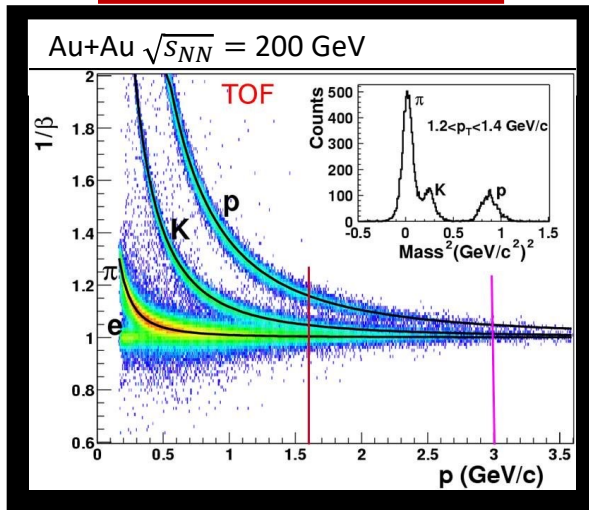 Au+Au √s_NN = 200 GeV
TOF
1/β
2
1.8
1.6
1.4
1.2
1
0.8
0.6
0 0.5 1 1.5 2 2.5 3 3.5
p (GeV/c)
π
e
K
p
Counts
500
400
300
200
100
0
π
1.2<p_T<1.4 GeV/c
K
p
-0.5 0 0.5 1 1.5
Mass²(GeV/c²)²